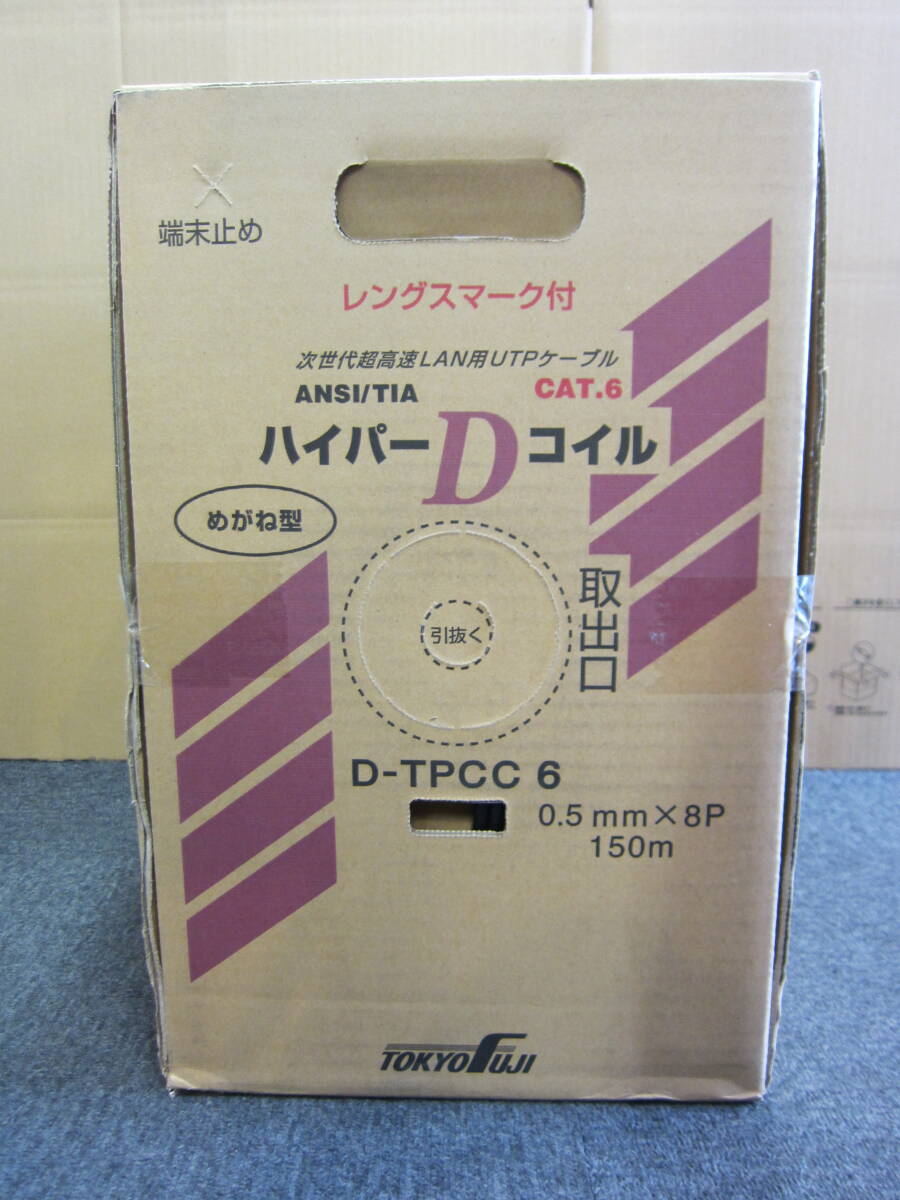 端末止め
レングスマーク付
次世代超高速LAN用UTPケーブル
ANSI/TIA CAT.6
ハイパーDコイル
めがね型
取出口
引抜く
D-TPCC 6
0.5mm×8P
150m
TOKYO FUJI